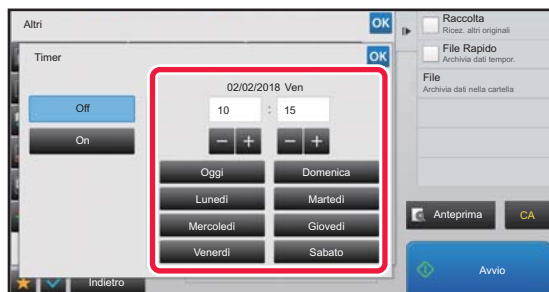 Altri
OK
Timer
OK
02/02/2018 Ven
Off
10 : 15
On
− + − +
Oggi Domenica
Lunedì Martedì
Mercoledì Giovedì
Venerdì Sabato
Indietro
Raccolta
Ricez. altri originali
File Rapido
Archivia dati tempor.
File
Archivia dati nella cartella
Anteprima
CA
Avvio